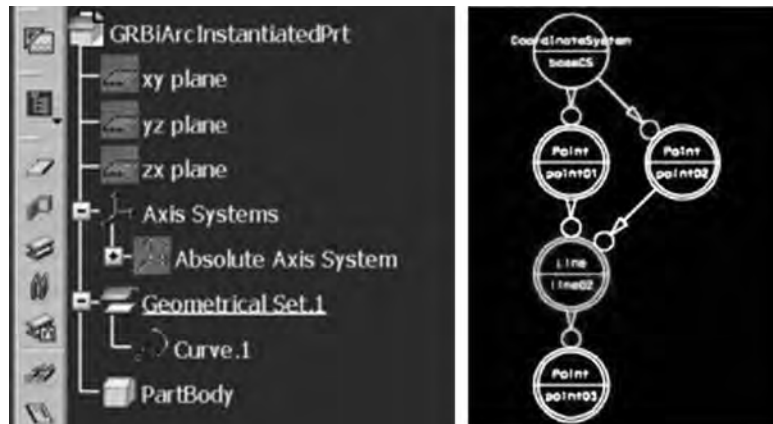 GRBiArcInstantiatedPrt
xy plane
yz plane
zx plane
Axis Systems
Absolute Axis System
Geometrical Set.1
Curve.1
PartBody
CoordinateSystem
baseCS
Point
point01
Point
point02
Line
line02
Point
point03